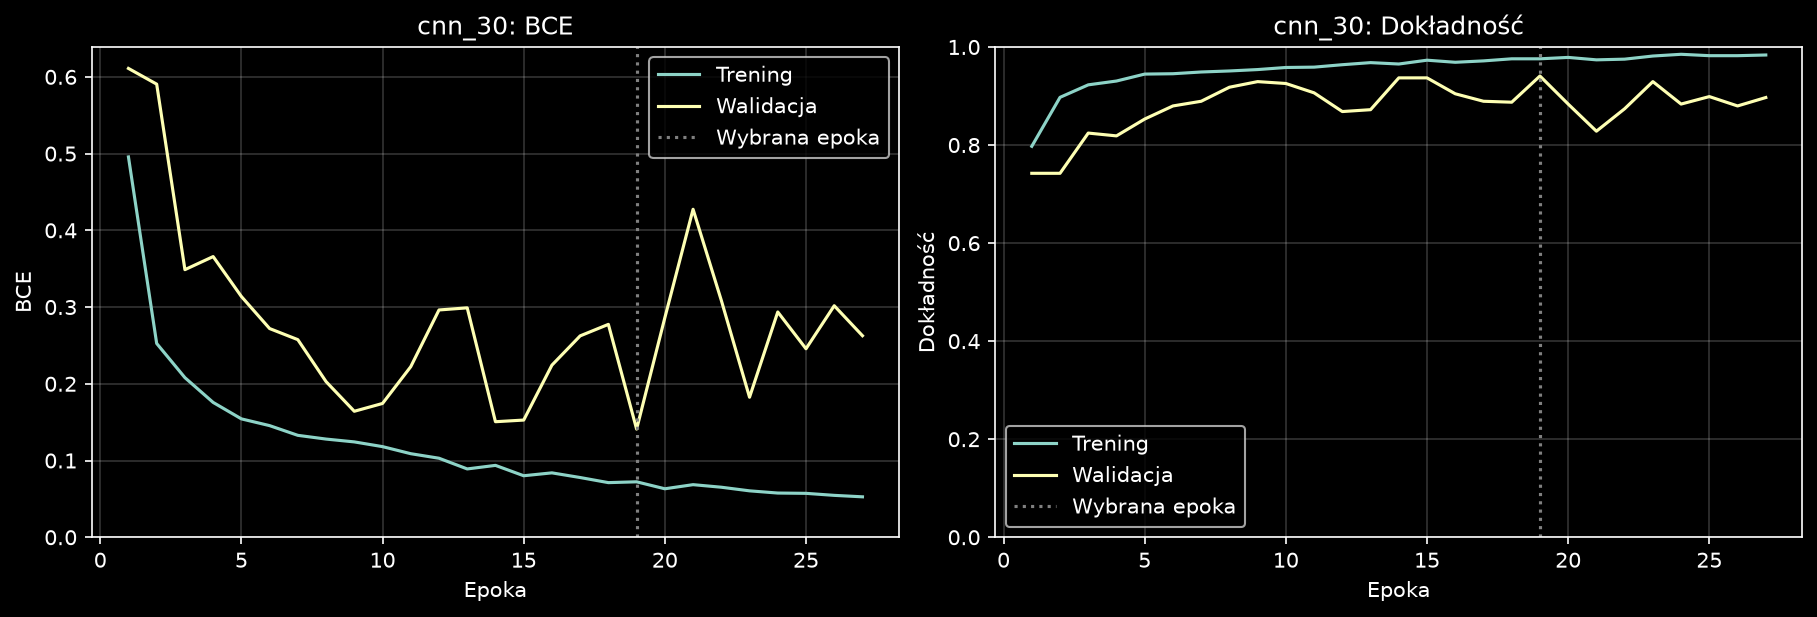 cnn_30: BCE
0.6
0.5
0.4
0.3
0.2
0.1
0.0
BCE
0
5
10
15
20
25
Epoka
Trening
Walidacja
Wybrana epoka
cnn_30: Dokładność
1.0
0.8
0.6
0.4
0.2
0.0
Dokładność
0
5
10
15
20
25
Epoka
Trening
Walidacja
Wybrana epoka